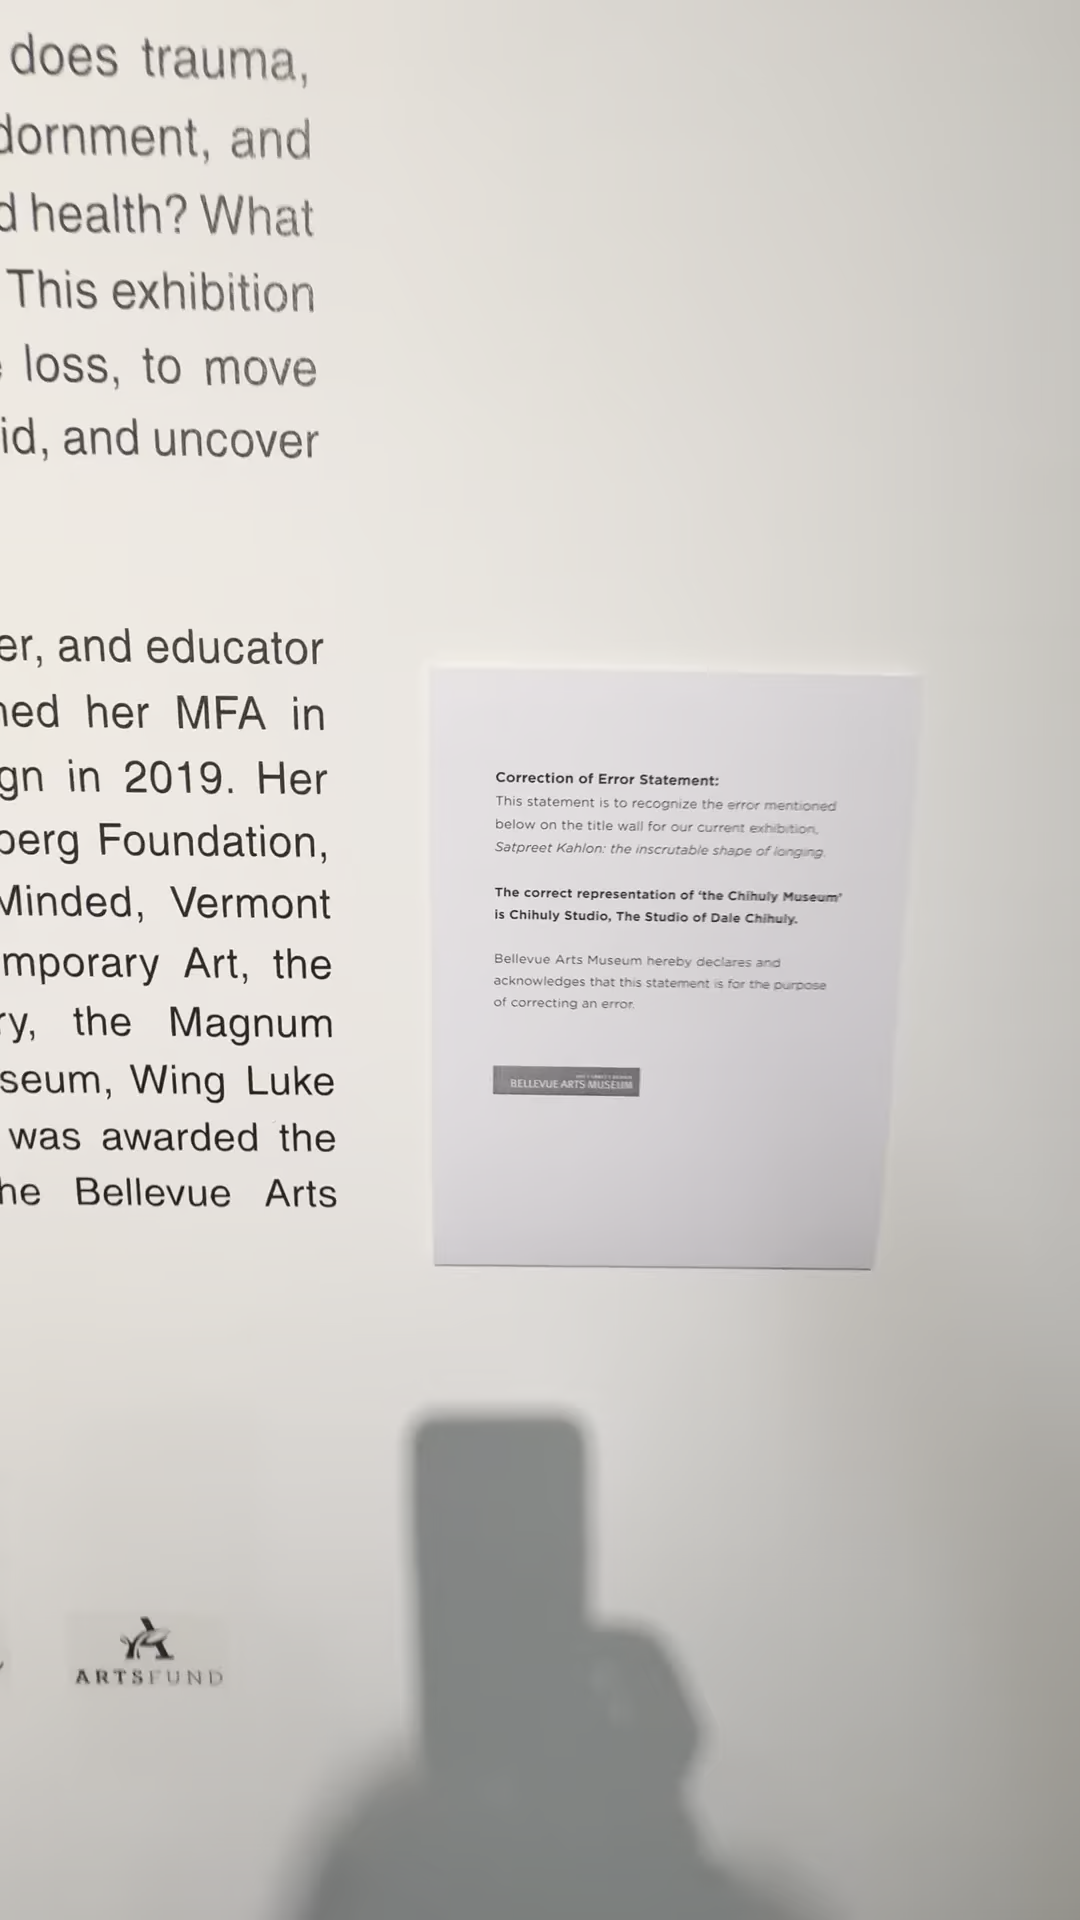 does trauma,
dornment, and
d health? What
This exhibition
loss, to move
id, and uncover
er, and educator
ned her MFA in
gn in 2019. Her
berg Foundation,
Minded, Vermont
mporary Art, the
ry, the Magnum
seum, Wing Luke
was awarded the
he Bellevue Arts
Correction of Error Statement:
This statement is to recognize the error mentioned
below on the title wall for our current exhibition,
Satpreet Kahlon: the inscrutable shape of longing.
The correct representation of 'the Chihuly Museum'
is Chihuly Studio, The Studio of Dale Chihuly.
Bellevue Arts Museum hereby declares and
acknowledges that this statement is for the purpose
of correcting an error.
BELLEVUE ARTS MUSEUM
ARTSFUND